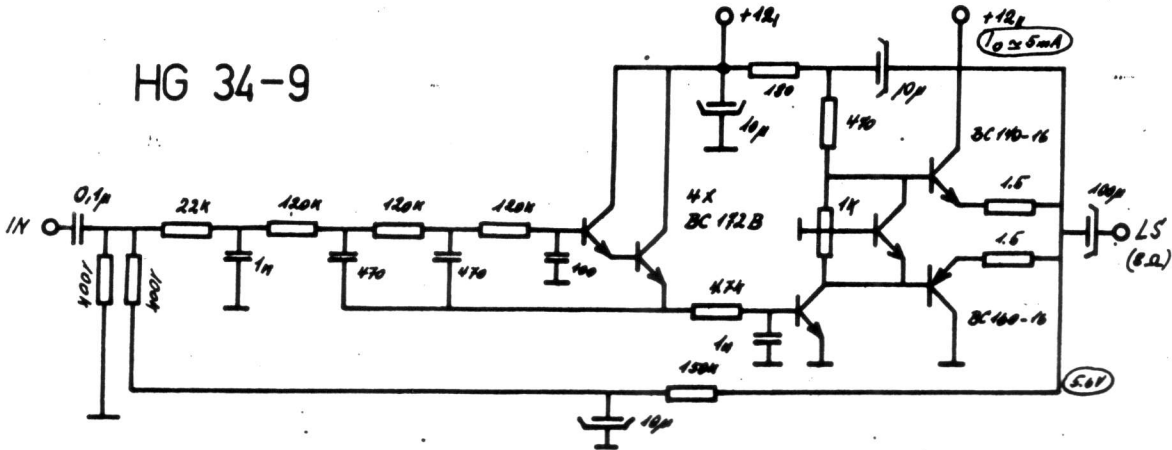 HG 34-9
+12,
+12,,
I₀ ≃ 5mA
180
10µ
10µ
470
BC 140-16
1.5
100µ
IN
0,1µ
22K
120K
120K
120K
4X
BC 172 B
1K
LS
(8Ω)
1.5
100K
100K
1n
470
470
100
4.7K
BC 160-16
1n
150K
5.6V
10µ